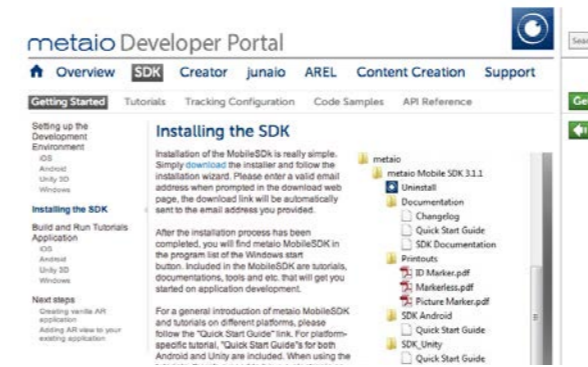 metaio Developer Portal
Overview SDK Creator junaio AREL Content Creation Support
Getting Started Tutorials Tracking Configuration Code Samples API Reference
Setting up the
Development
Environment
iOS
Android
Unity 3D
Windows
Installing the SDK
Build and Run Tutorials
Application
iOS
Android
Unity 3D
Windows
Next steps
Creating vanilla AR
application
Adding AR view to your
existing application
Installing the SDK
Installation of the MobileSDk is really simple.
Simply download the installer and follow the
installation wizard. Please enter a valid email
address when prompted in the download web
page, the download link will be automatically
sent to the email address you provided.
After the installation process has been
completed, you will find metaio MobileSDK in
the program list of the Windows start
button. Included in the MobileSDK are tutorials,
documentations, tools and etc. that will get you
started on application development.
For a general introduction of metaio MobileSDK
and tutorials on different platforms, please
follow the "Quick Start Guide" link. For platform-
specific tutorial, "Quick Start Guide"s for both
Android and Unity are included. When using the
metaio
metaio Mobile SDK 3.1.1
Uninstall
Documentation
Changelog
Quick Start Guide
SDK Documentation
Printouts
ID Marker.pdf
Markerless.pdf
Picture Marker.pdf
SDK Android
Quick Start Guide
SDK_Unity
Quick Start Guide
Sea
Ge